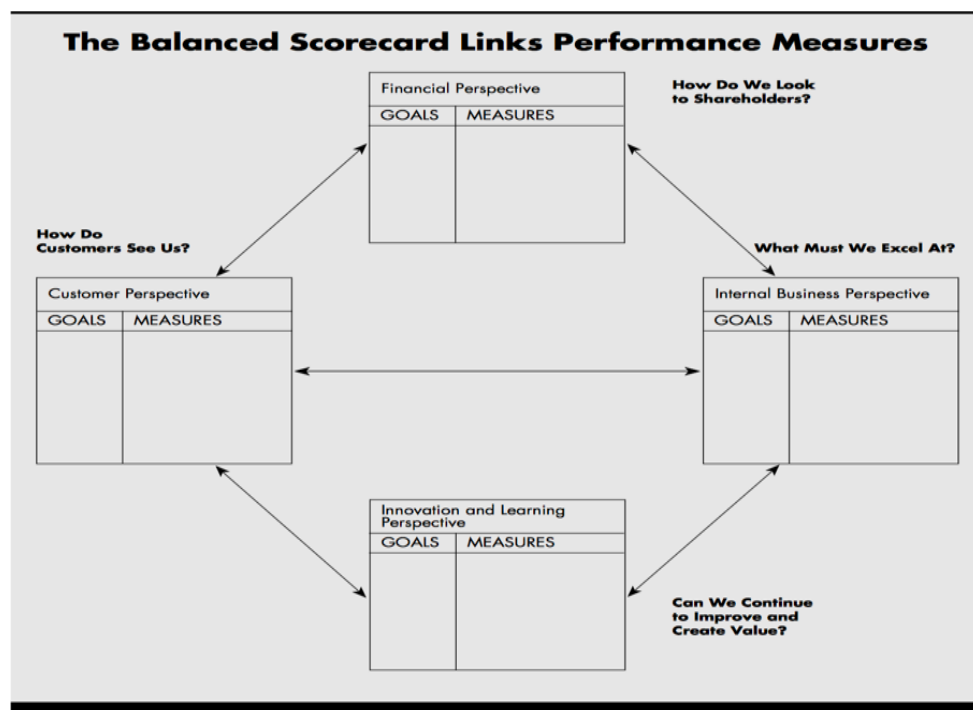 The Balanced Scorecard Links Performance Measures
Financial Perspective
GOALS MEASURES
How Do We Look
to Shareholders?
How Do
Customers See Us?
What Must We Excel At?
Customer Perspective
GOALS MEASURES
Internal Business Perspective
GOALS MEASURES
Innovation and Learning
Perspective
GOALS MEASURES
Can We Continue
to Improve and
Create Value?